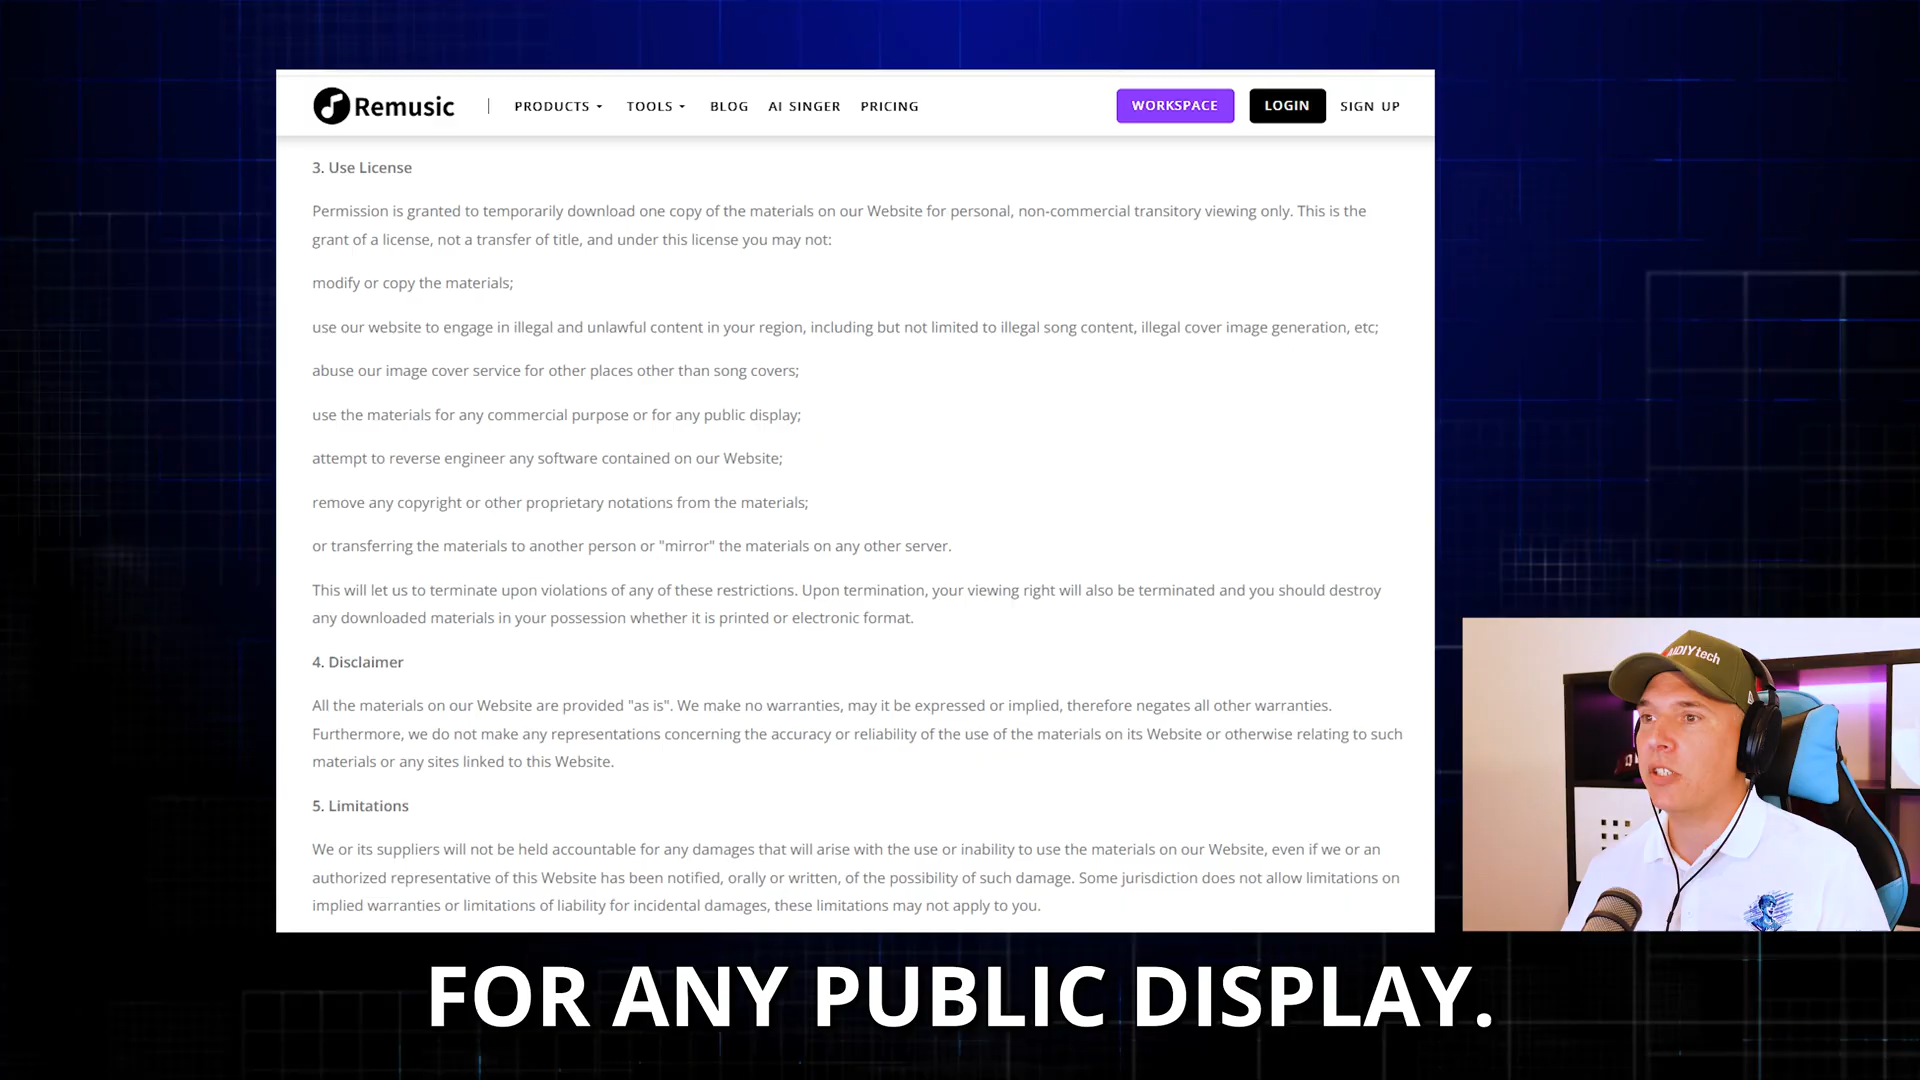 Remusic
PRODUCTS
TOOLS
BLOG
AI SINGER
PRICING
WORKSPACE
LOGIN
SIGN UP
3. Use License
Permission is granted to temporarily download one copy of the materials on our Website for personal, non-commercial transitory viewing only. This is the
grant of a license, not a transfer of title, and under this license you may not:
modify or copy the materials;
use our website to engage in illegal and unlawful content in your region, including but not limited to illegal song content, illegal cover image generation, etc;
abuse our image cover service for other places other than song covers;
use the materials for any commercial purpose or for any public display;
attempt to reverse engineer any software contained on our Website;
remove any copyright or other proprietary notations from the materials;
or transferring the materials to another person or "mirror" the materials on any other server.
This will let us to terminate upon violations of any of these restrictions. Upon termination, your viewing right will also be terminated and you should destroy
any downloaded materials in your possession whether it is printed or electronic format.
4. Disclaimer
All the materials on our Website are provided "as is". We make no warranties, may it be expressed or implied, therefore negates all other warranties.
Furthermore, we do not make any representations concerning the accuracy or reliability of the use of the materials on its Website or otherwise relating to such
materials or any sites linked to this Website.
5. Limitations
We or its suppliers will not be held accountable for any damages that will arise with the use or inability to use the materials on our Website, even if we or an
authorized representative of this Website has been notified, orally or written, of the possibility of such damage. Some jurisdiction does not allow limitations on
implied warranties or limitations of liability for incidental damages, these limitations may not apply to you.
AIDIYtech
FOR ANY PUBLIC DISPLAY.